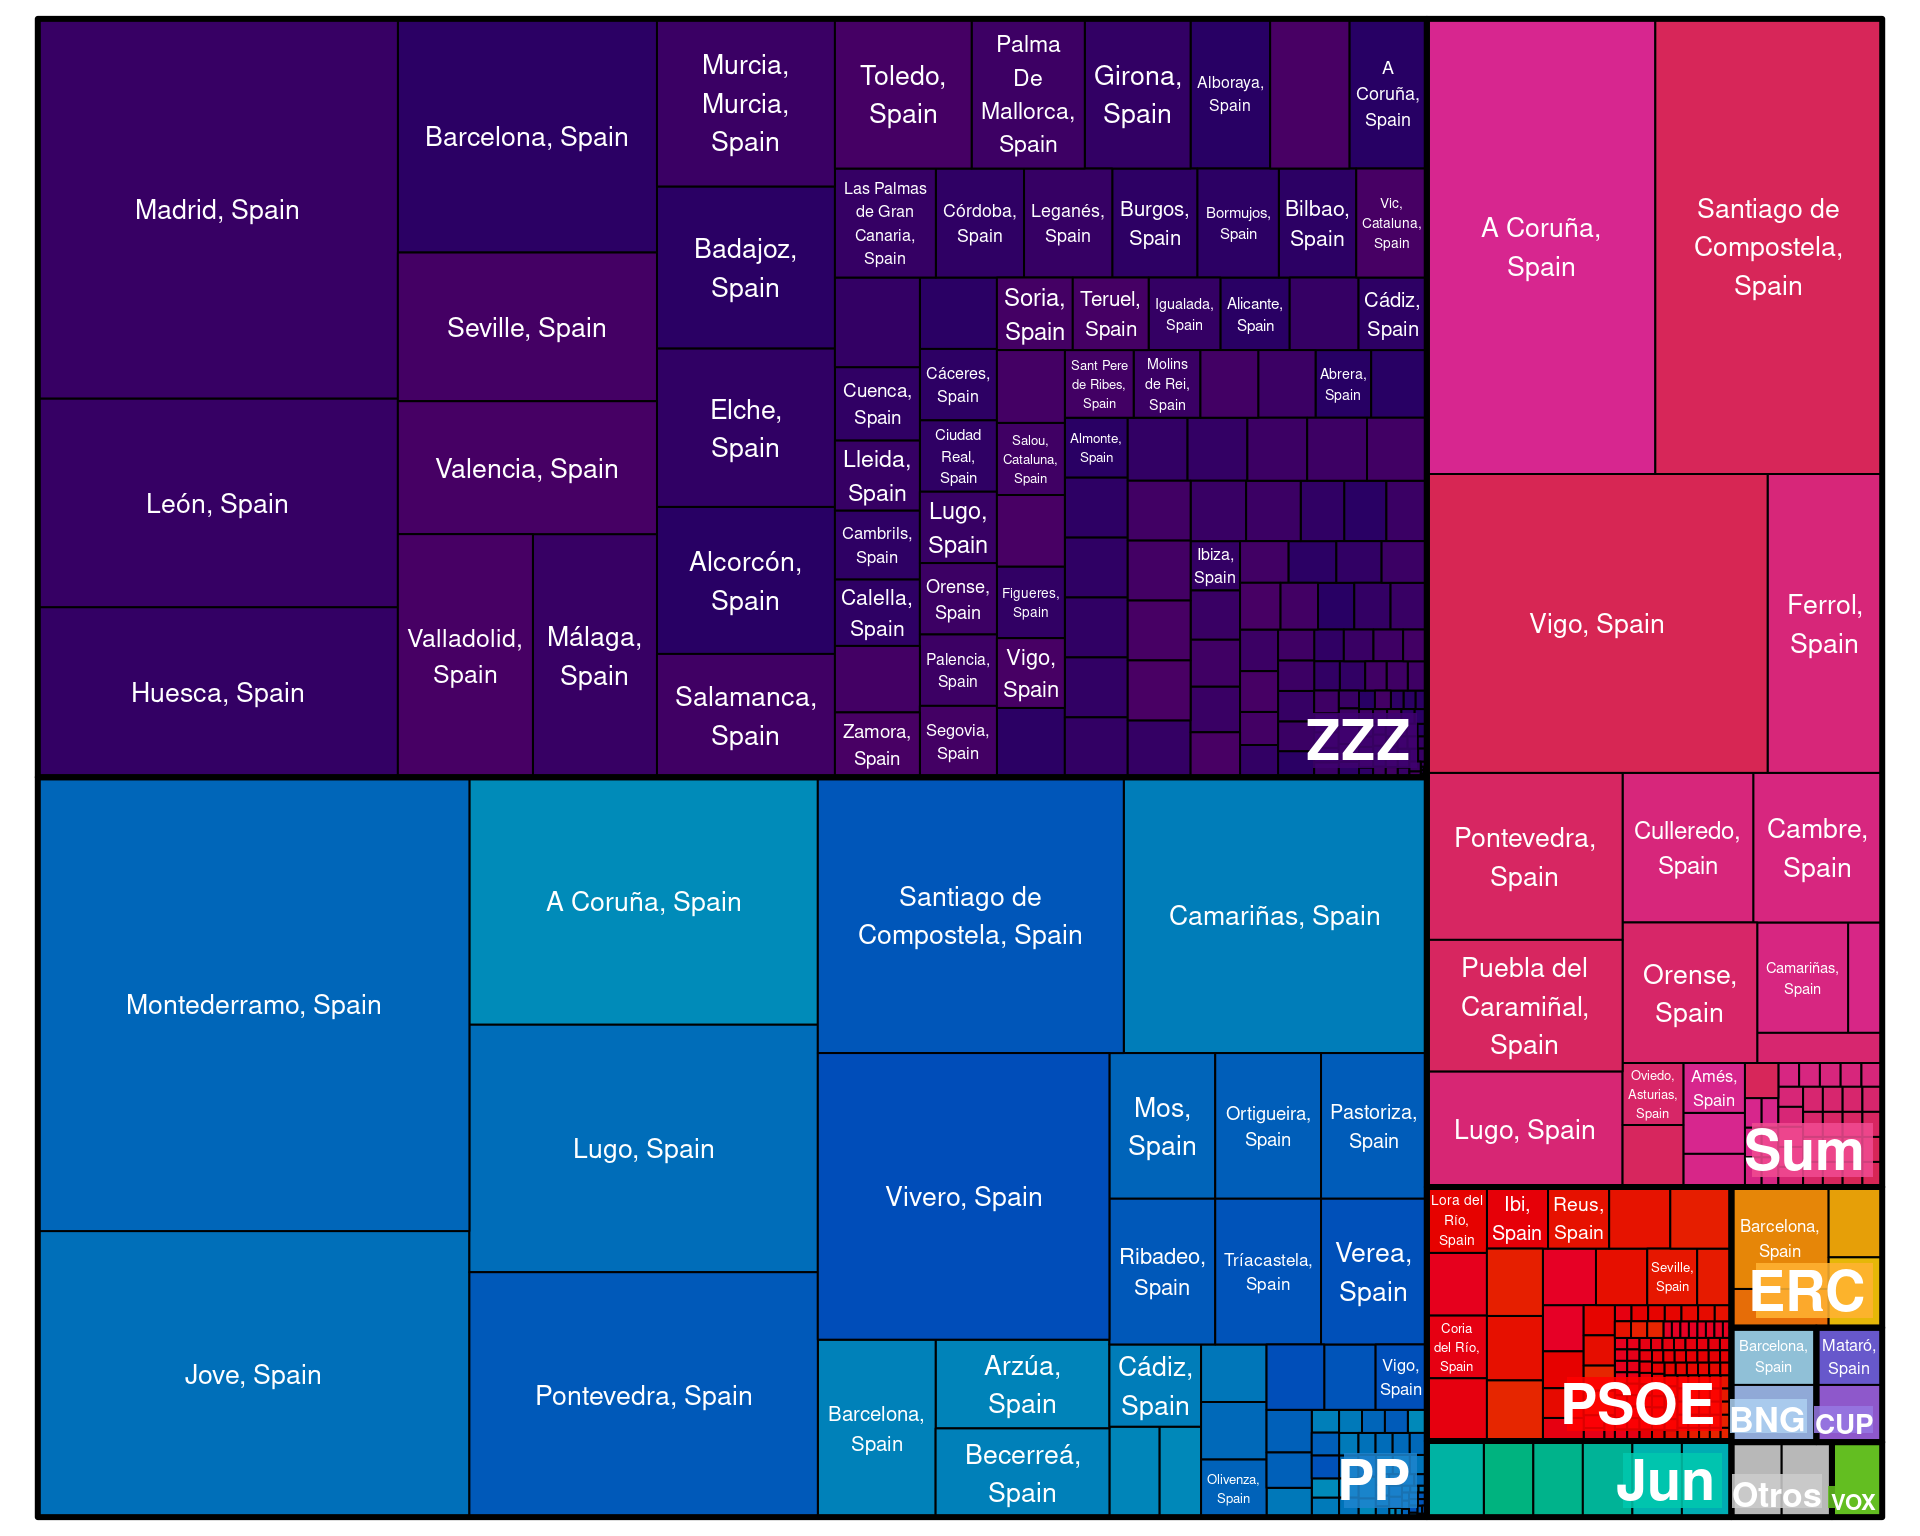 Madrid, Spain
León, Spain
Huesca, Spain
Barcelona, Spain
Seville, Spain
Valencia, Spain
Valladolid,
Spain
Málaga,
Spain
Murcia,
Murcia,
Spain
Badajoz,
Spain
Elche,
Spain
Alcorcón,
Spain
Salamanca,
Spain
Toledo,
Spain
Palma
De
Mallorca,
Spain
Girona,
Spain
Alboraya,
Spain
A
Coruña,
Spain
Las Palmas
de Gran
Canaria,
Spain
Córdoba,
Spain
Leganés,
Spain
Burgos,
Spain
Bormujos,
Spain
Bilbao,
Spain
Vic,
Cataluna,
Spain
Cuenca,
Spain
Lleida,
Spain
Cambrils,
Spain
Calella,
Spain
Zamora,
Spain
Cáceres,
Spain
Ciudad
Real,
Spain
Lugo,
Spain
Orense,
Spain
Palencia,
Spain
Segovia,
Spain
Soria,
Spain
Teruel,
Spain
Igualada,
Spain
Alicante,
Spain
Cádiz,
Spain
Salou,
Cataluna,
Spain
Figueres,
Spain
Vigo,
Spain
Sant Pere
de Ribes,
Spain
Molins
de Rei,
Spain
Abrera,
Spain
Almonte,
Spain
Ibiza,
Spain
ZZZ
Montederramo, Spain
Jove, Spain
A Coruña, Spain
Lugo, Spain
Pontevedra, Spain
Santiago de
Compostela, Spain
Camariñas, Spain
Vivero, Spain
Mos,
Spain
Ortigueira,
Spain
Pastoriza,
Spain
Ribadeo,
Spain
Tríacastela,
Spain
Verea,
Spain
Barcelona,
Spain
Arzúa,
Spain
Becerreá,
Spain
Cádiz,
Spain
Olivenza,
Spain
Vigo,
Spain
PP
A Coruña,
Spain
Santiago de
Compostela,
Spain
Vigo, Spain
Ferrol,
Spain
Pontevedra,
Spain
Puebla del
Caramiñal,
Spain
Lugo, Spain
Culleredo,
Spain
Cambre,
Spain
Orense,
Spain
Camariñas,
Spain
Oviedo,
Asturias,
Spain
Amés,
Spain
Sum
Lora del
Río,
Spain
Ibi,
Spain
Reus,
Spain
Seville,
Spain
Coria
del Río,
Spain
PSOE
Barcelona,
Spain
ERC
Barcelona,
Spain
BNG
Mataró,
Spain
CUP
Jun
Otros
VOX